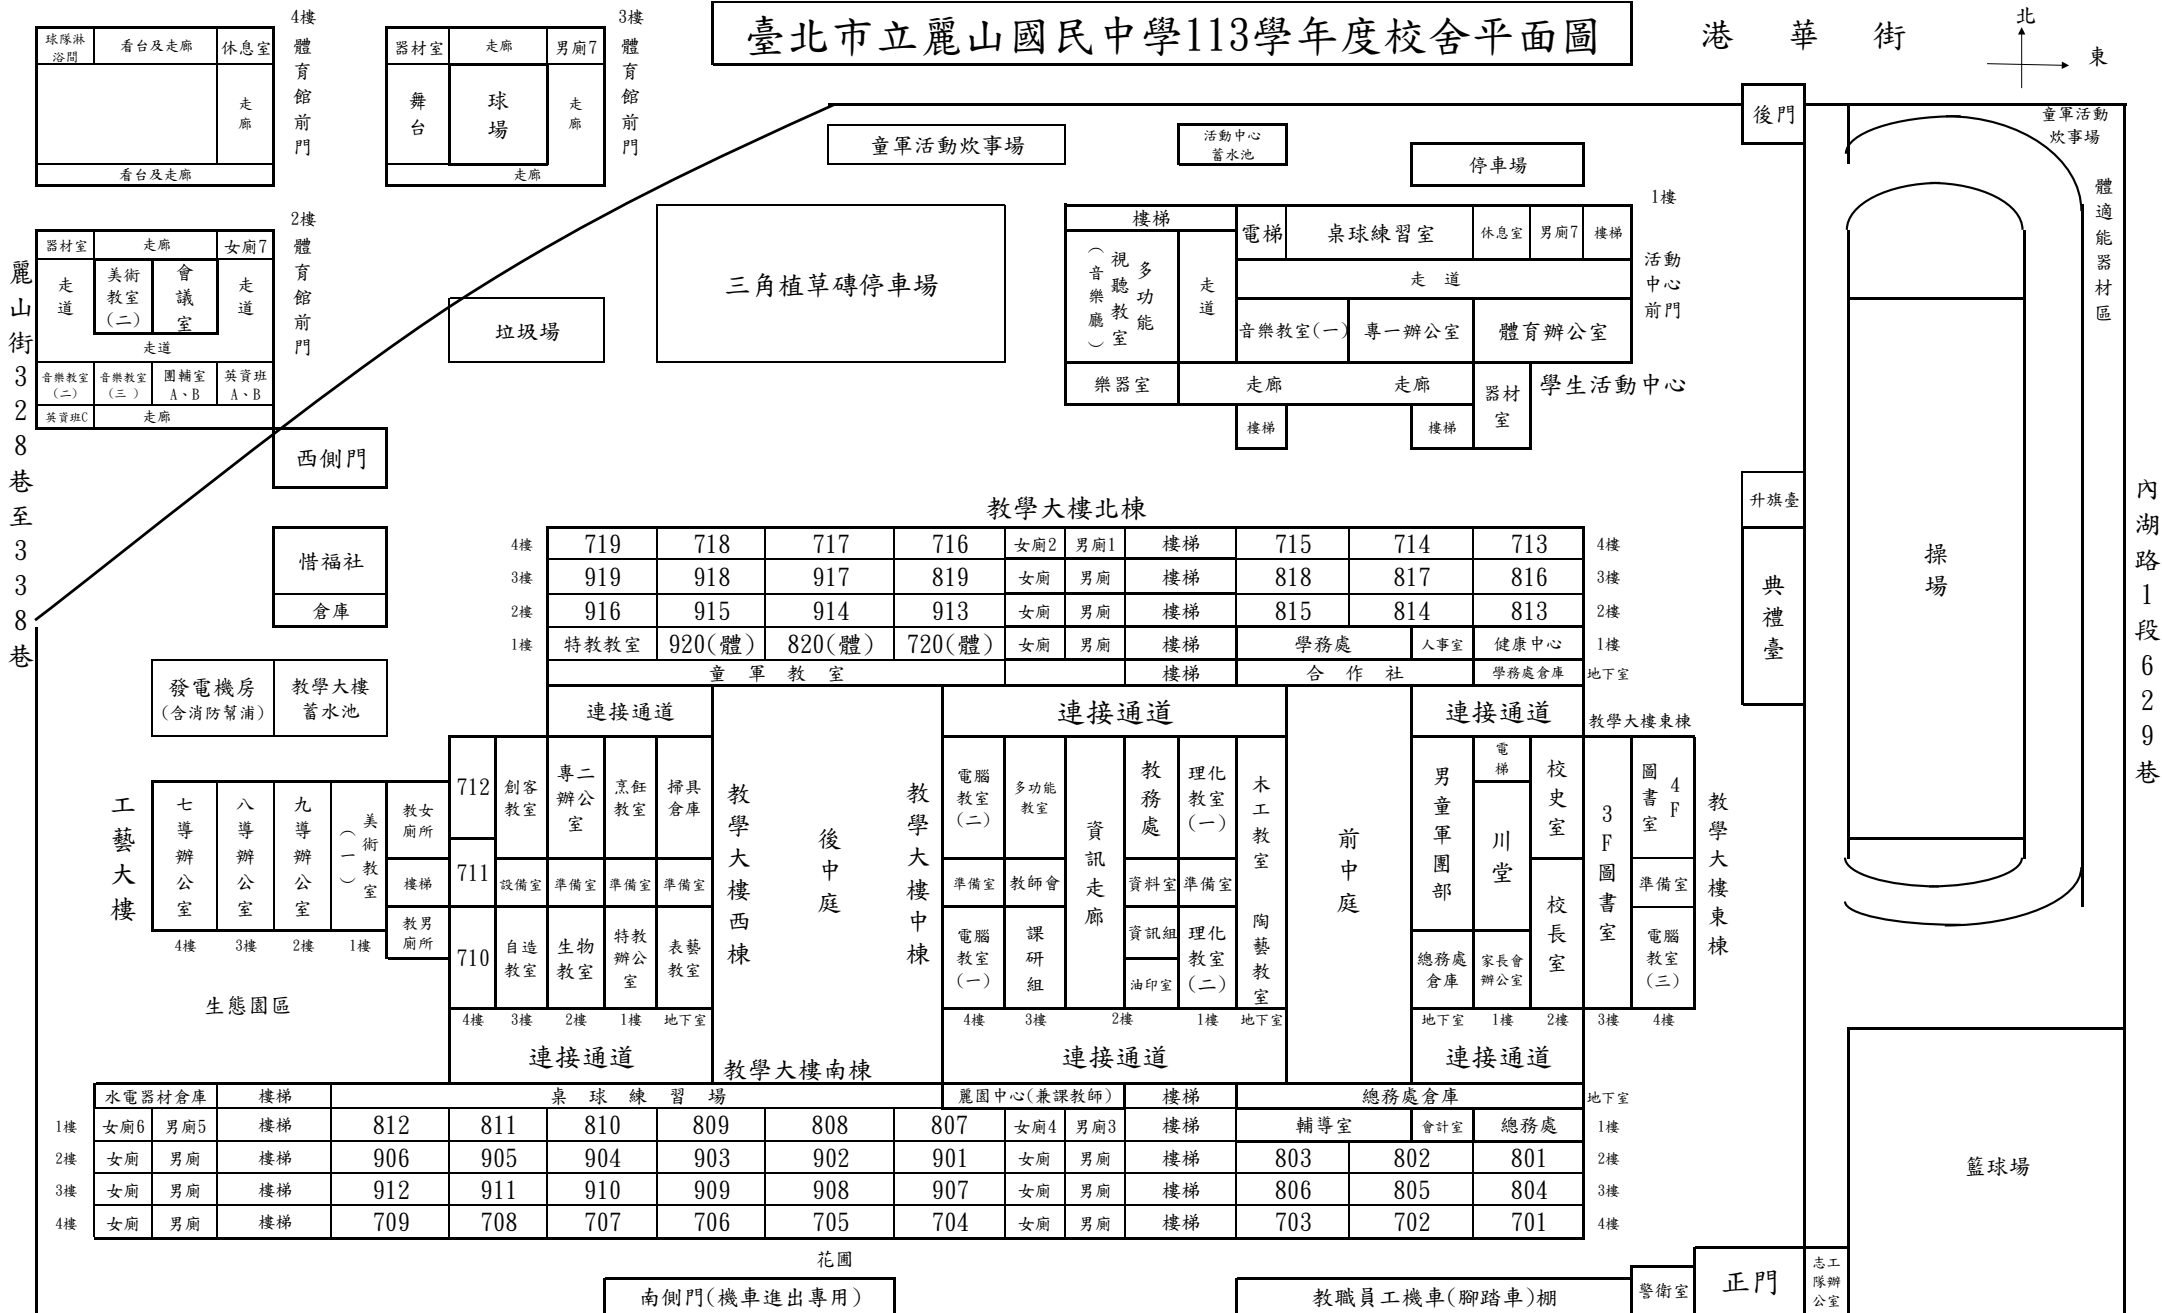 臺北市立麗山國民中學113學年度校舍平面圖
港華街
北
東
4樓
體育館前門
球隊淋浴間
看台及走廊
休息室
走廊
看台及走廊
3樓
體育館前門
器材室
走廊
男廁7
舞台
球場
走廊
走廊
2樓
體育館前門
器材室
走廊
女廁7
走道
美術教室(二)
會議室
走道
走道
音樂教室(二)
音樂教室(三)
團輔室A、B
英資班A、B
英資班C
走廊
麗山街328巷至338巷
西側門
垃圾場
三角植草磚停車場
童軍活動炊事場
活動中心蓄水池
停車場
後門
1樓
活動中心前門
樓梯
電梯
桌球練習室
休息室
男廁7
樓梯
多功能視聽教室(音樂廳)
走道
走道
音樂教室(一)
專一辦公室
體育辦公室
樂器室
走廊
走廊
器材室
學生活動中心
樓梯
樓梯
童軍活動炊事場
體適能器材區
內湖路1段629巷
升旗臺
典禮臺
操場
籃球場
惜福社
倉庫
發電機房(含消防幫浦)
教學大樓蓄水池
教學大樓北棟
4樓 719 718 717 716 女廁2 男廁1 樓梯 715 714 713 4樓
3樓 919 918 917 819 女廁 男廁 樓梯 818 817 816 3樓
2樓 916 915 914 913 女廁 男廁 樓梯 815 814 813 2樓
1樓 特教教室 920(體) 820(體) 720(體) 女廁 男廁 樓梯 學務處 人事室 健康中心 1樓
童軍教室 樓梯 合作社 學務處倉庫 地下室
連接通道
連接通道
連接通道
教學大樓東棟
工藝大樓
七導辦公室
八導辦公室
九導辦公室
美術教室(一)
教女廁所
樓梯
教男廁所
4樓 3樓 2樓 1樓
生態園區
712
711
710
創客教室
設備室
自造教室
專二辦公室
準備室
生物教室
烹飪教室
準備室
特教辦公室
掃具倉庫
準備室
表藝教室
4樓 3樓 2樓 1樓 地下室
教學大樓西棟
後中庭
教學大樓中棟
電腦教室(二)
準備室
電腦教室(一)
多功能教室
教師會
課研組
資訊走廊
教務處
資料室
資訊組
油印室
理化教室(一)
準備室
理化教室(二)
木工教室
陶藝教室
4樓 3樓 2樓 1樓 地下室
前中庭
男童軍團部
總務處倉庫
電梯
川堂
家長會辦公室
校史室
校長室
3F圖書室
4F圖書室
準備室
電腦教室(三)
地下室 1樓 2樓 3樓 4樓
教學大樓東棟
連接通道
連接通道
連接通道
教學大樓南棟
水電器材倉庫 樓梯 桌球練習場 麗園中心(兼課教師) 樓梯 總務處倉庫 地下室
1樓 女廁6 男廁5 樓梯 812 811 810 809 808 807 女廁4 男廁3 樓梯 輔導室 會計室 總務處 1樓
2樓 女廁 男廁 樓梯 906 905 904 903 902 901 女廁 男廁 樓梯 803 802 801 2樓
3樓 女廁 男廁 樓梯 912 911 910 909 908 907 女廁 男廁 樓梯 806 805 804 3樓
4樓 女廁 男廁 樓梯 709 708 707 706 705 704 女廁 男廁 樓梯 703 702 701 4樓
花圃
南側門(機車進出專用)
教職員工機車(腳踏車)棚
警衛室
正門
志工隊辦公室